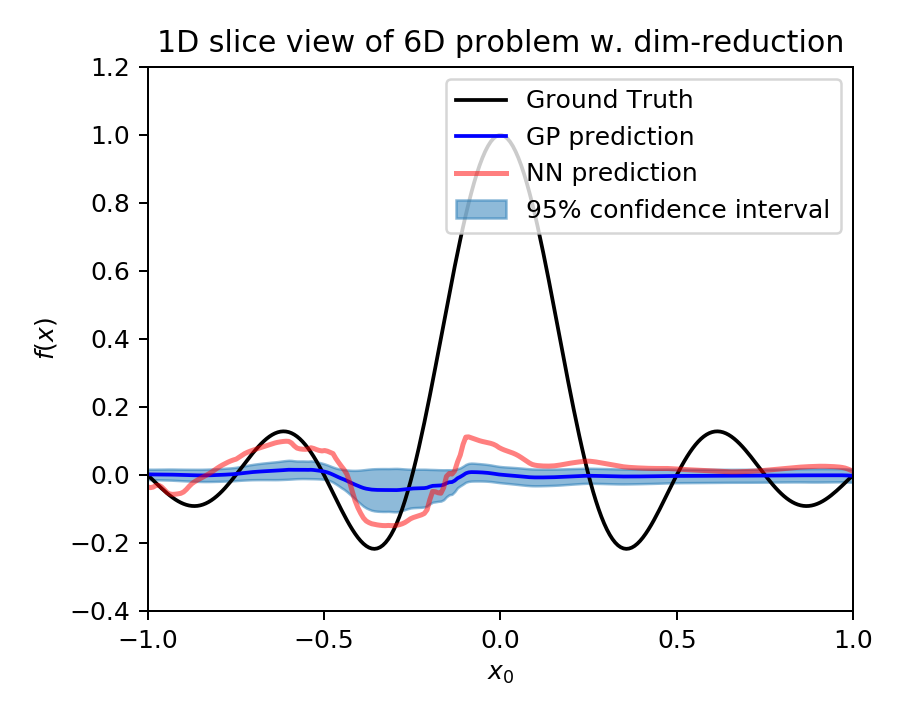 1D slice view of 6D problem w. dim-reduction
1.2
1.0
0.8
0.6
0.4
0.2
0.0
−0.2
−0.4
f(x)
Ground Truth
GP prediction
NN prediction
95% confidence interval
−1.0
−0.5
0.0
0.5
1.0
x₀